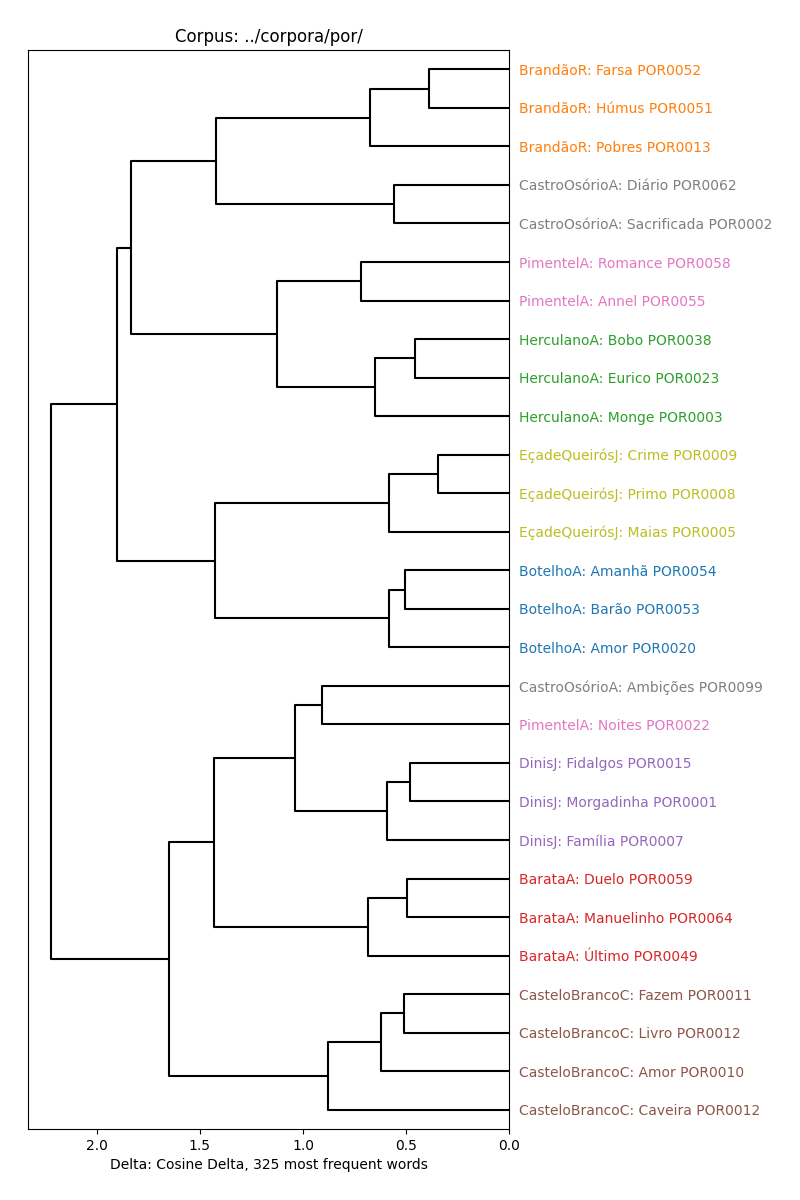 Corpus: ../corpora/por/
BrandãoR: Farsa POR0052
BrandãoR: Húmus POR0051
BrandãoR: Pobres POR0013
CastroOsórioA: Diário POR0062
CastroOsórioA: Sacrificada POR0002
PimentelA: Romance POR0058
PimentelA: Annel POR0055
HerculanoA: Bobo POR0038
HerculanoA: Eurico POR0023
HerculanoA: Monge POR0003
EçadeQueirósJ: Crime POR0009
EçadeQueirósJ: Primo POR0008
EçadeQueirósJ: Maias POR0005
BotelhoA: Amanhã POR0054
BotelhoA: Barão POR0053
BotelhoA: Amor POR0020
CastroOsórioA: Ambições POR0099
PimentelA: Noites POR0022
DinisJ: Fidalgos POR0015
DinisJ: Morgadinha POR0001
DinisJ: Família POR0007
BarataA: Duelo POR0059
BarataA: Manuelinho POR0064
BarataA: Último POR0049
CasteloBrancoC: Fazem POR0011
CasteloBrancoC: Livro POR0012
CasteloBrancoC: Amor POR0010
CasteloBrancoC: Caveira POR0012
2.0 1.5 1.0 0.5 0.0
Delta: Cosine Delta, 325 most frequent words